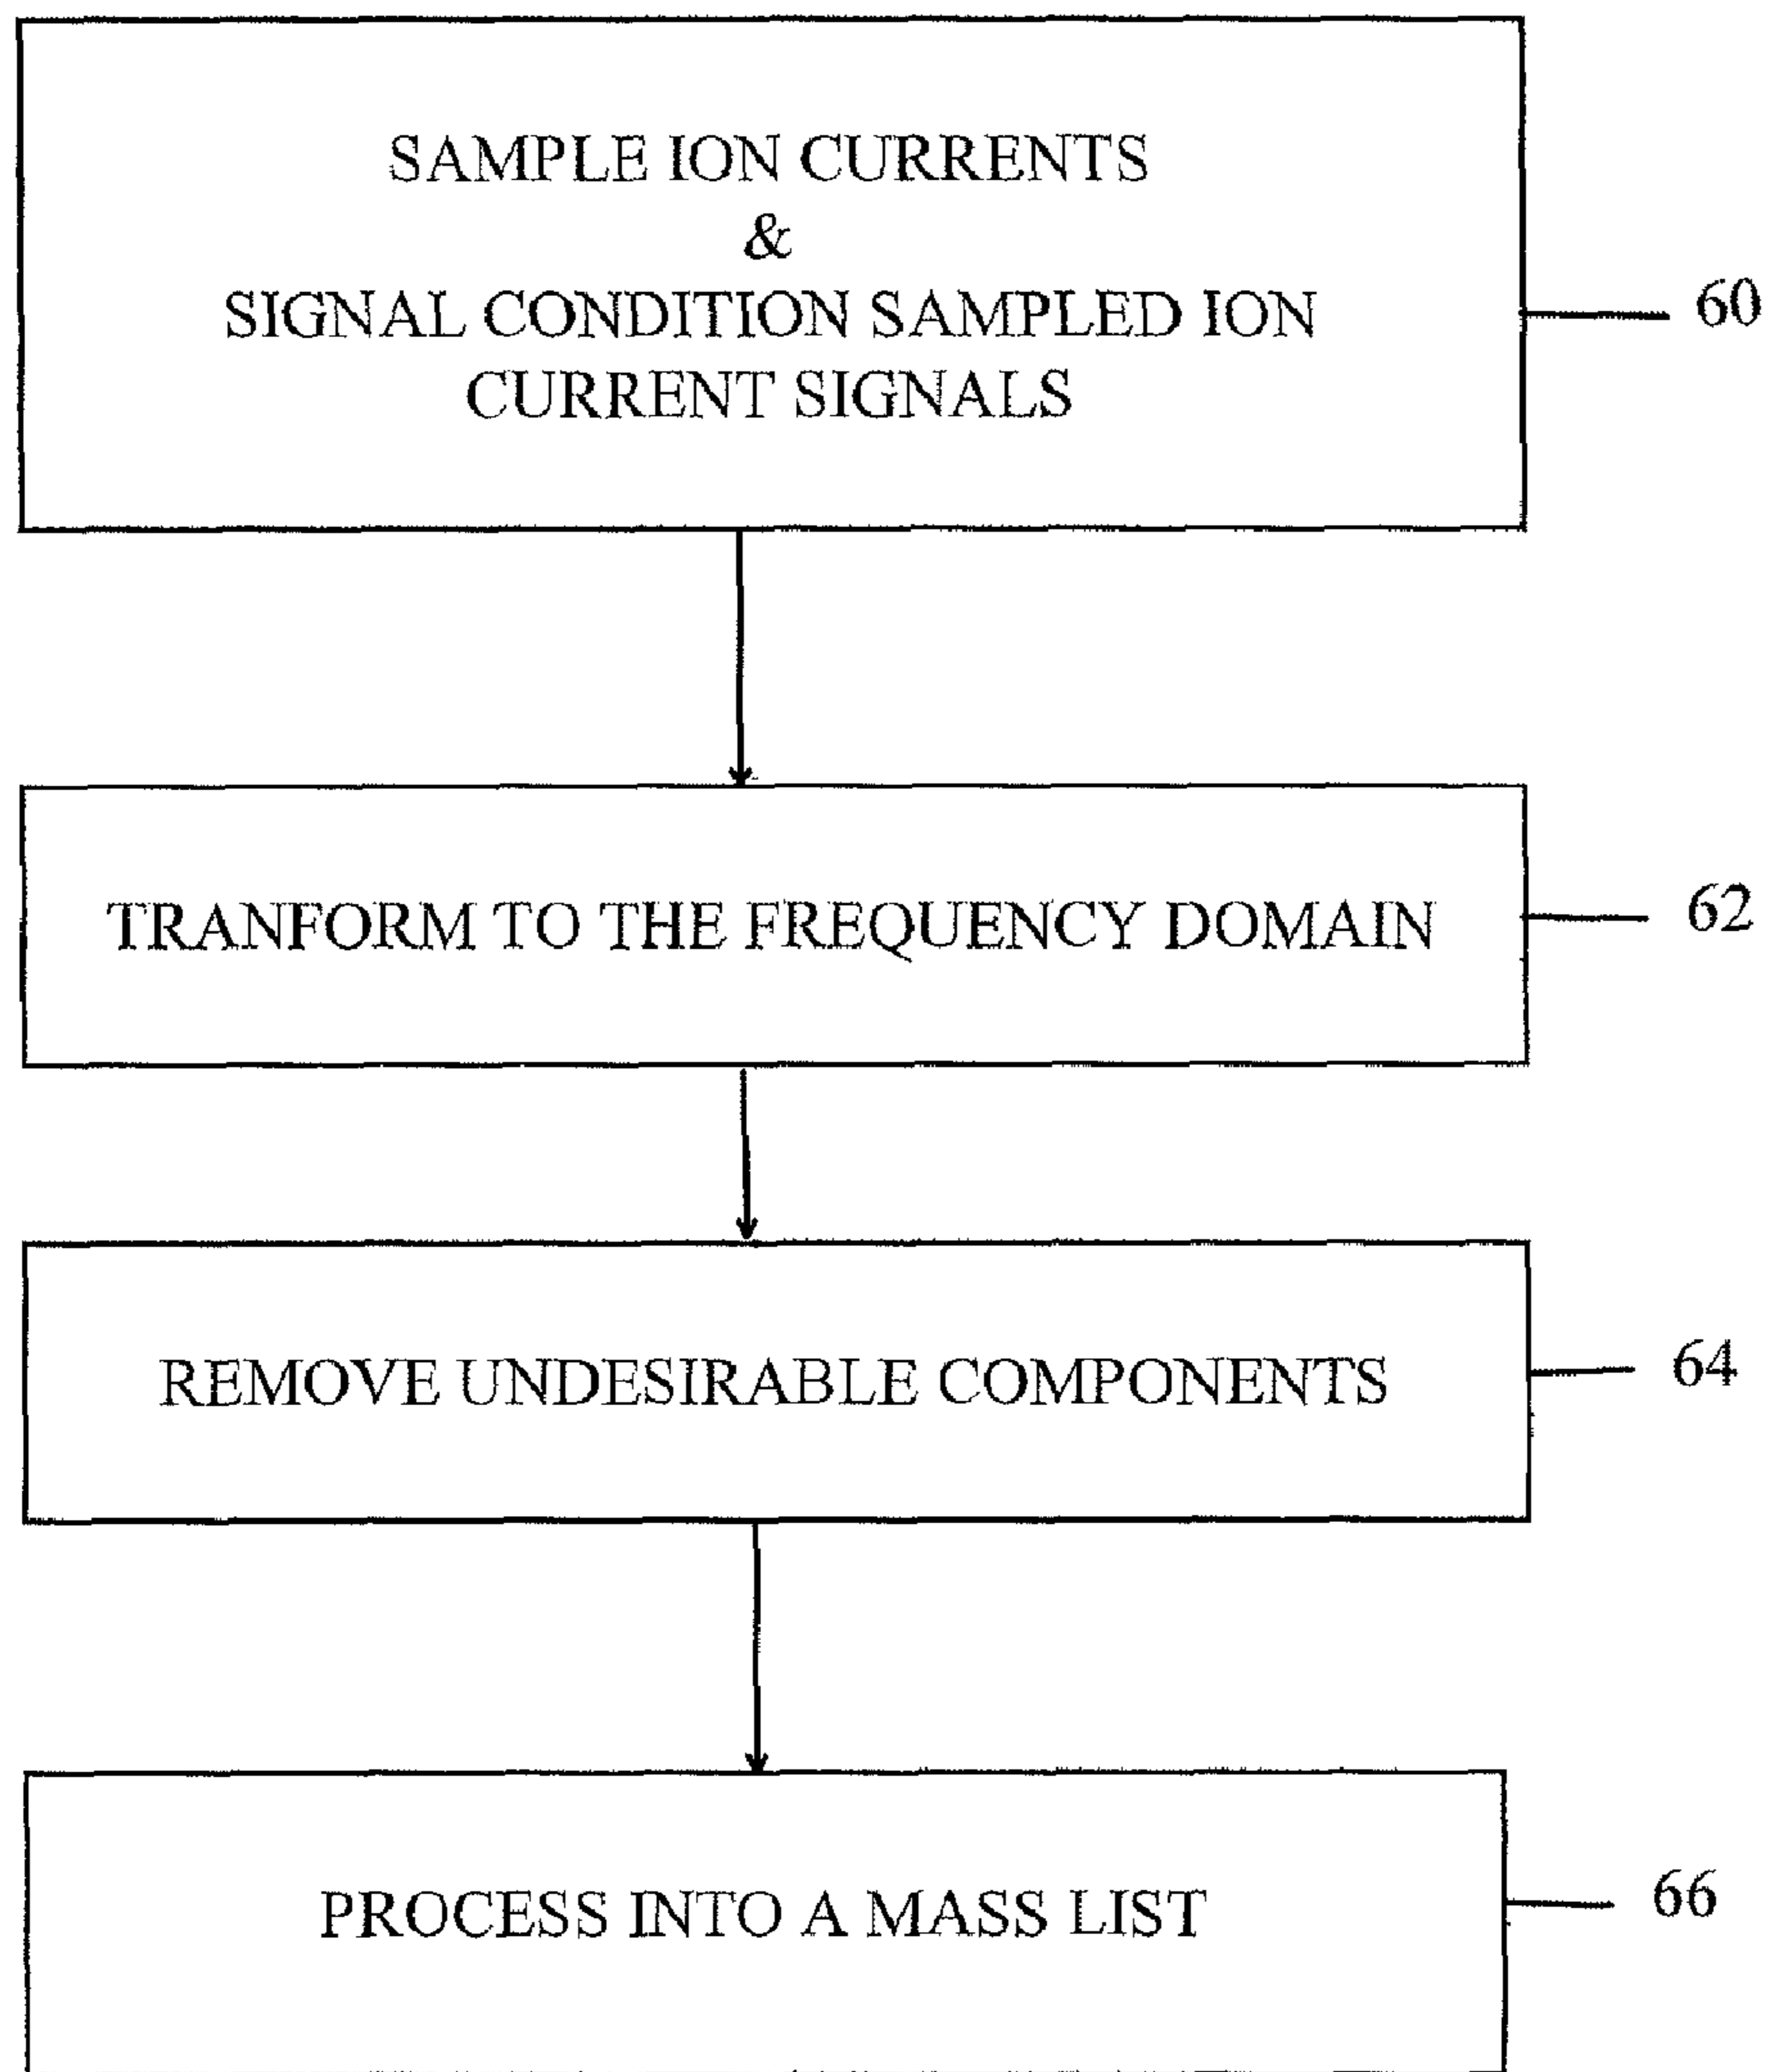 SAMPLE ION CURRENTS
&
SIGNAL CONDITION SAMPLED ION
CURRENT SIGNALS
60
TRANFORM TO THE FREQUENCY DOMAIN
62
REMOVE UNDESIRABLE COMPONENTS
64
PROCESS INTO A MASS LIST
66